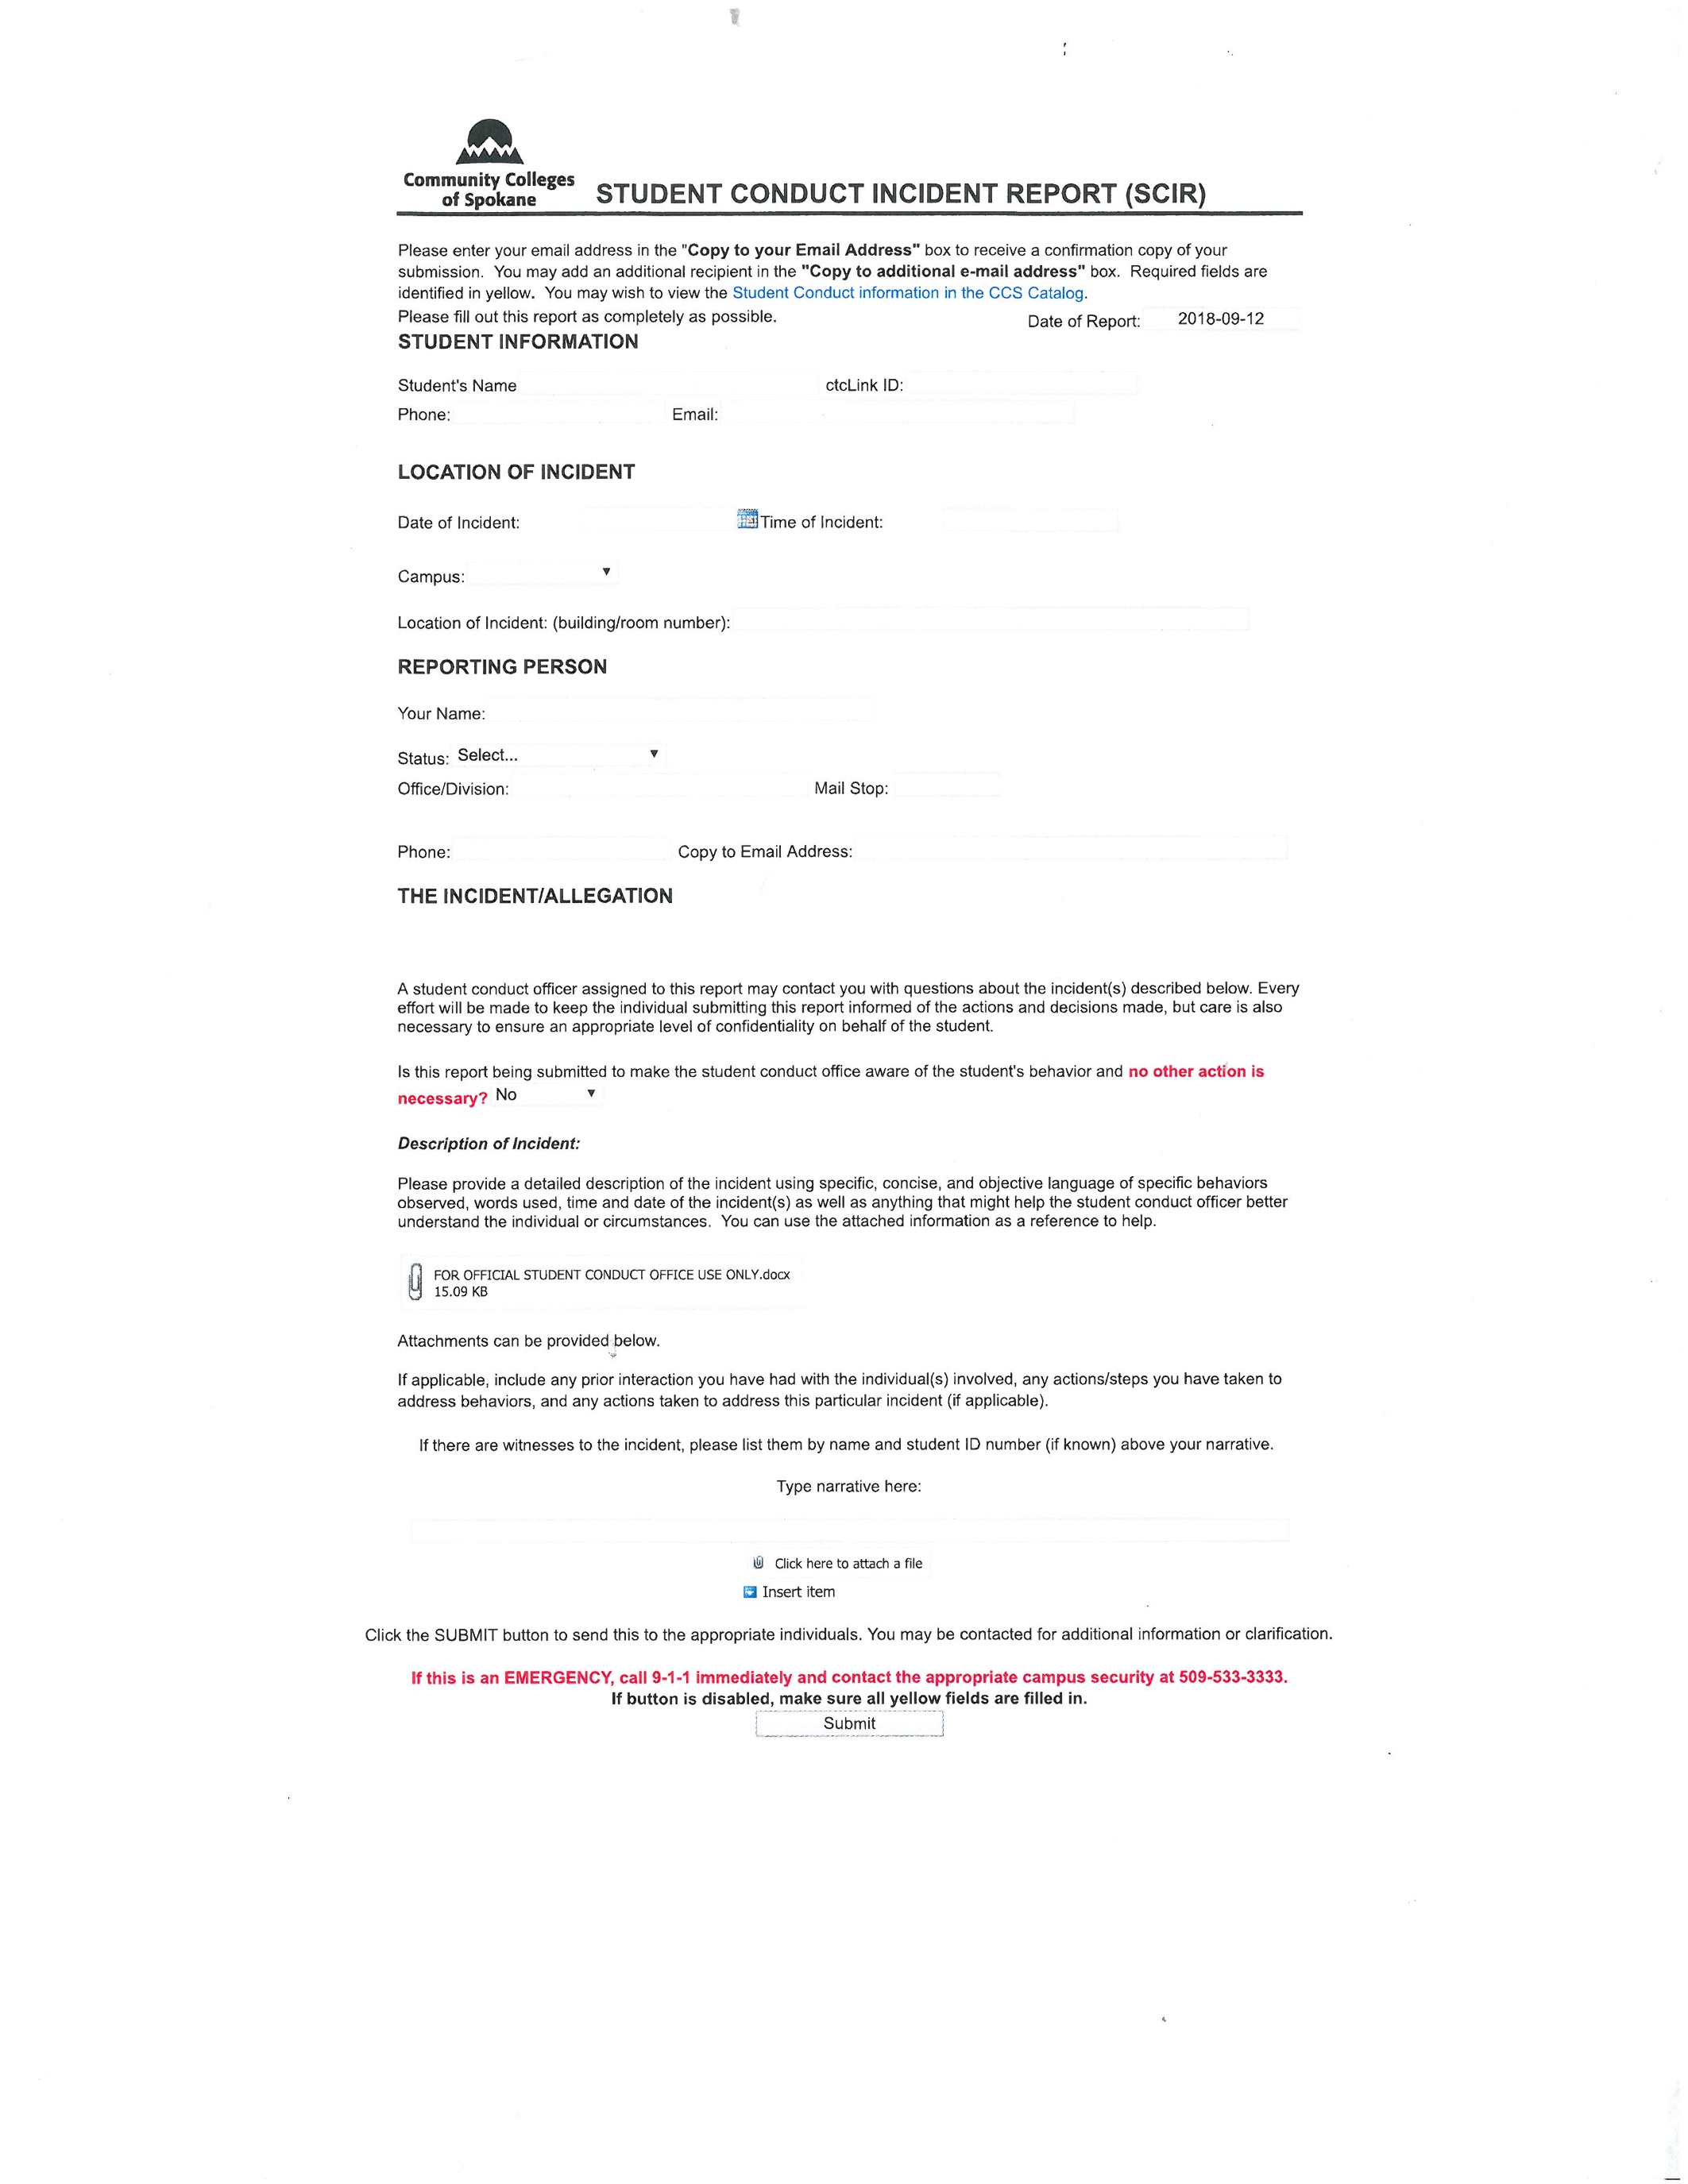 Community Colleges
of Spokane
STUDENT CONDUCT INCIDENT REPORT (SCIR)
Please enter your email address in the "Copy to your Email Address" box to receive a confirmation copy of your
submission. You may add an additional recipient in the "Copy to additional e-mail address" box. Required fields are
identified in yellow. You may wish to view the Student Conduct information in the CCS Catalog.
Please fill out this report as completely as possible.
Date of Report: 2018-09-12
STUDENT INFORMATION
Student's Name ctcLink ID:
Phone: Email:
LOCATION OF INCIDENT
Date of Incident: Time of Incident:
Campus:
Location of Incident: (building/room number):
REPORTING PERSON
Your Name:
Status: Select...
Office/Division: Mail Stop:
Phone: Copy to Email Address:
THE INCIDENT/ALLEGATION
A student conduct officer assigned to this report may contact you with questions about the incident(s) described below. Every
effort will be made to keep the individual submitting this report informed of the actions and decisions made, but care is also
necessary to ensure an appropriate level of confidentiality on behalf of the student.
Is this report being submitted to make the student conduct office aware of the student's behavior and no other action is
necessary? No
Description of Incident:
Please provide a detailed description of the incident using specific, concise, and objective language of specific behaviors
observed, words used, time and date of the incident(s) as well as anything that might help the student conduct officer better
understand the individual or circumstances. You can use the attached information as a reference to help.
FOR OFFICIAL STUDENT CONDUCT OFFICE USE ONLY.docx
15.09 KB
Attachments can be provided below.
If applicable, include any prior interaction you have had with the individual(s) involved, any actions/steps you have taken to
address behaviors, and any actions taken to address this particular incident (if applicable).
If there are witnesses to the incident, please list them by name and student ID number (if known) above your narrative.
Type narrative here:
Click here to attach a file
Insert item
Click the SUBMIT button to send this to the appropriate individuals. You may be contacted for additional information or clarification.
If this is an EMERGENCY, call 9-1-1 immediately and contact the appropriate campus security at 509-533-3333.
If button is disabled, make sure all yellow fields are filled in.
Submit